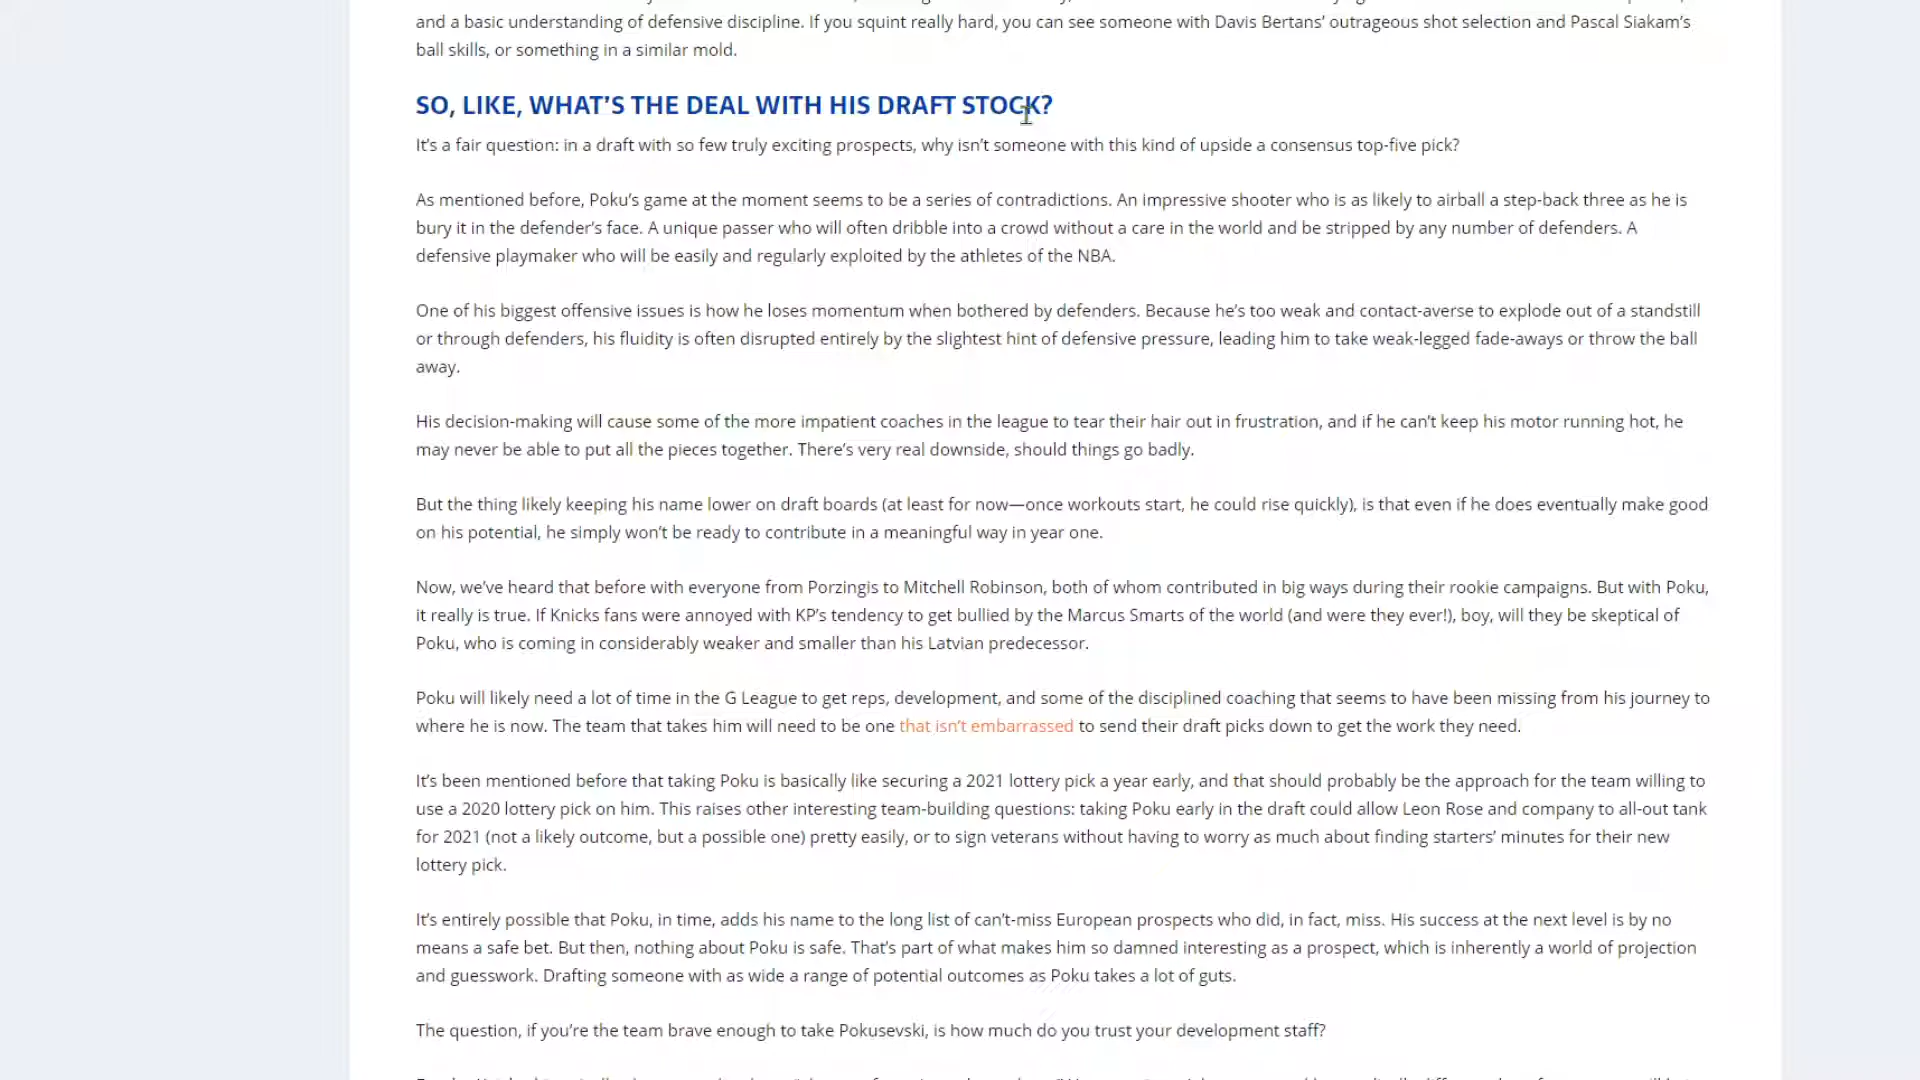 and a basic understanding of defensive discipline. If you squint really hard, you can see someone with Davis Bertans’ outrageous shot selection and Pascal Siakam’s
ball skills, or something in a similar mold.
SO, LIKE, WHAT’S THE DEAL WITH HIS DRAFT STOCK?
It’s a fair question: in a draft with so few truly exciting prospects, why isn’t someone with this kind of upside a consensus top-five pick?
As mentioned before, Poku’s game at the moment seems to be a series of contradictions. An impressive shooter who is as likely to airball a step-back three as he is
bury it in the defender’s face. A unique passer who will often dribble into a crowd without a care in the world and be stripped by any number of defenders. A
defensive playmaker who will be easily and regularly exploited by the athletes of the NBA.
One of his biggest offensive issues is how he loses momentum when bothered by defenders. Because he’s too weak and contact-averse to explode out of a standstill
or through defenders, his fluidity is often disrupted entirely by the slightest hint of defensive pressure, leading him to take weak-legged fade-aways or throw the ball
away.
His decision-making will cause some of the more impatient coaches in the league to tear their hair out in frustration, and if he can’t keep his motor running hot, he
may never be able to put all the pieces together. There’s very real downside, should things go badly.
But the thing likely keeping his name lower on draft boards (at least for now—once workouts start, he could rise quickly), is that even if he does eventually make good
on his potential, he simply won’t be ready to contribute in a meaningful way in year one.
Now, we’ve heard that before with everyone from Porzingis to Mitchell Robinson, both of whom contributed in big ways during their rookie campaigns. But with Poku,
it really is true. If Knicks fans were annoyed with KP’s tendency to get bullied by the Marcus Smarts of the world (and were they ever!), boy, will they be skeptical of
Poku, who is coming in considerably weaker and smaller than his Latvian predecessor.
Poku will likely need a lot of time in the G League to get reps, development, and some of the disciplined coaching that seems to have been missing from his journey to
where he is now. The team that takes him will need to be one that isn’t embarrassed to send their draft picks down to get the work they need.
It’s been mentioned before that taking Poku is basically like securing a 2021 lottery pick a year early, and that should probably be the approach for the team willing to
use a 2020 lottery pick on him. This raises other interesting team-building questions: taking Poku early in the draft could allow Leon Rose and company to all-out tank
for 2021 (not a likely outcome, but a possible one) pretty easily, or to sign veterans without having to worry as much about finding starters’ minutes for their new
lottery pick.
It’s entirely possible that Poku, in time, adds his name to the long list of can’t-miss European prospects who did, in fact, miss. His success at the next level is by no
means a safe bet. But then, nothing about Poku is safe. That’s part of what makes him so damned interesting as a prospect, which is inherently a world of projection
and guesswork. Drafting someone with as wide a range of potential outcomes as Poku takes a lot of guts.
The question, if you’re the team brave enough to take Pokusevski, is how much do you trust your development staff?